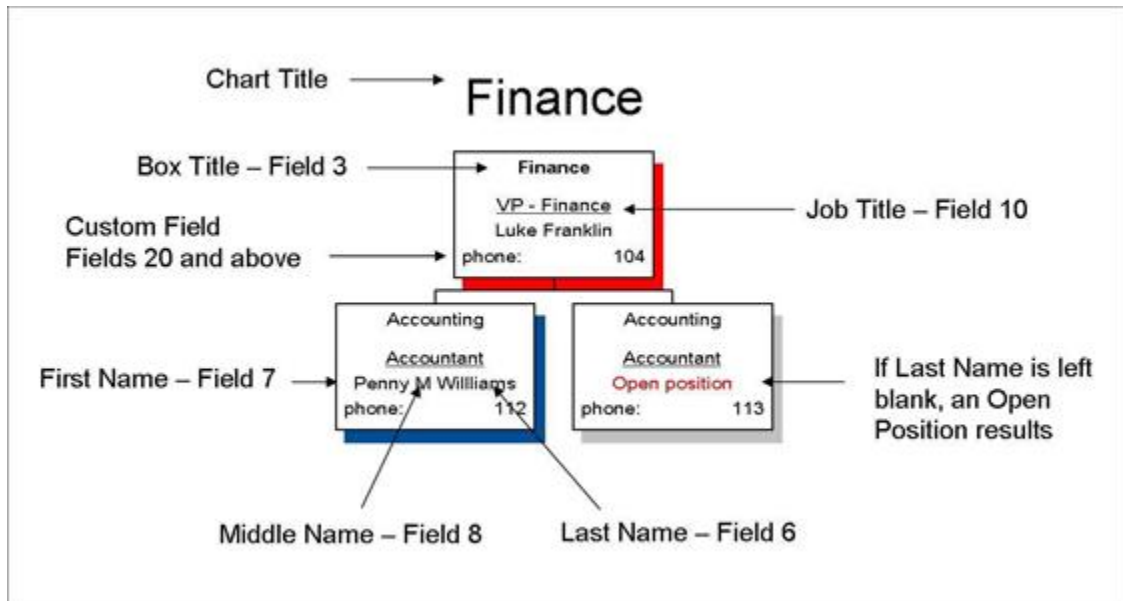 Chart Title
Finance
Box Title – Field 3
Finance
VP - Finance
Job Title – Field 10
Luke Franklin
Custom Field
Fields 20 and above
phone: 104
Accounting
Accountant
Penny M Willliams
phone: 112
Accounting
Accountant
Open position
phone: 113
First Name – Field 7
If Last Name is left
blank, an Open
Position results
Middle Name – Field 8
Last Name – Field 6